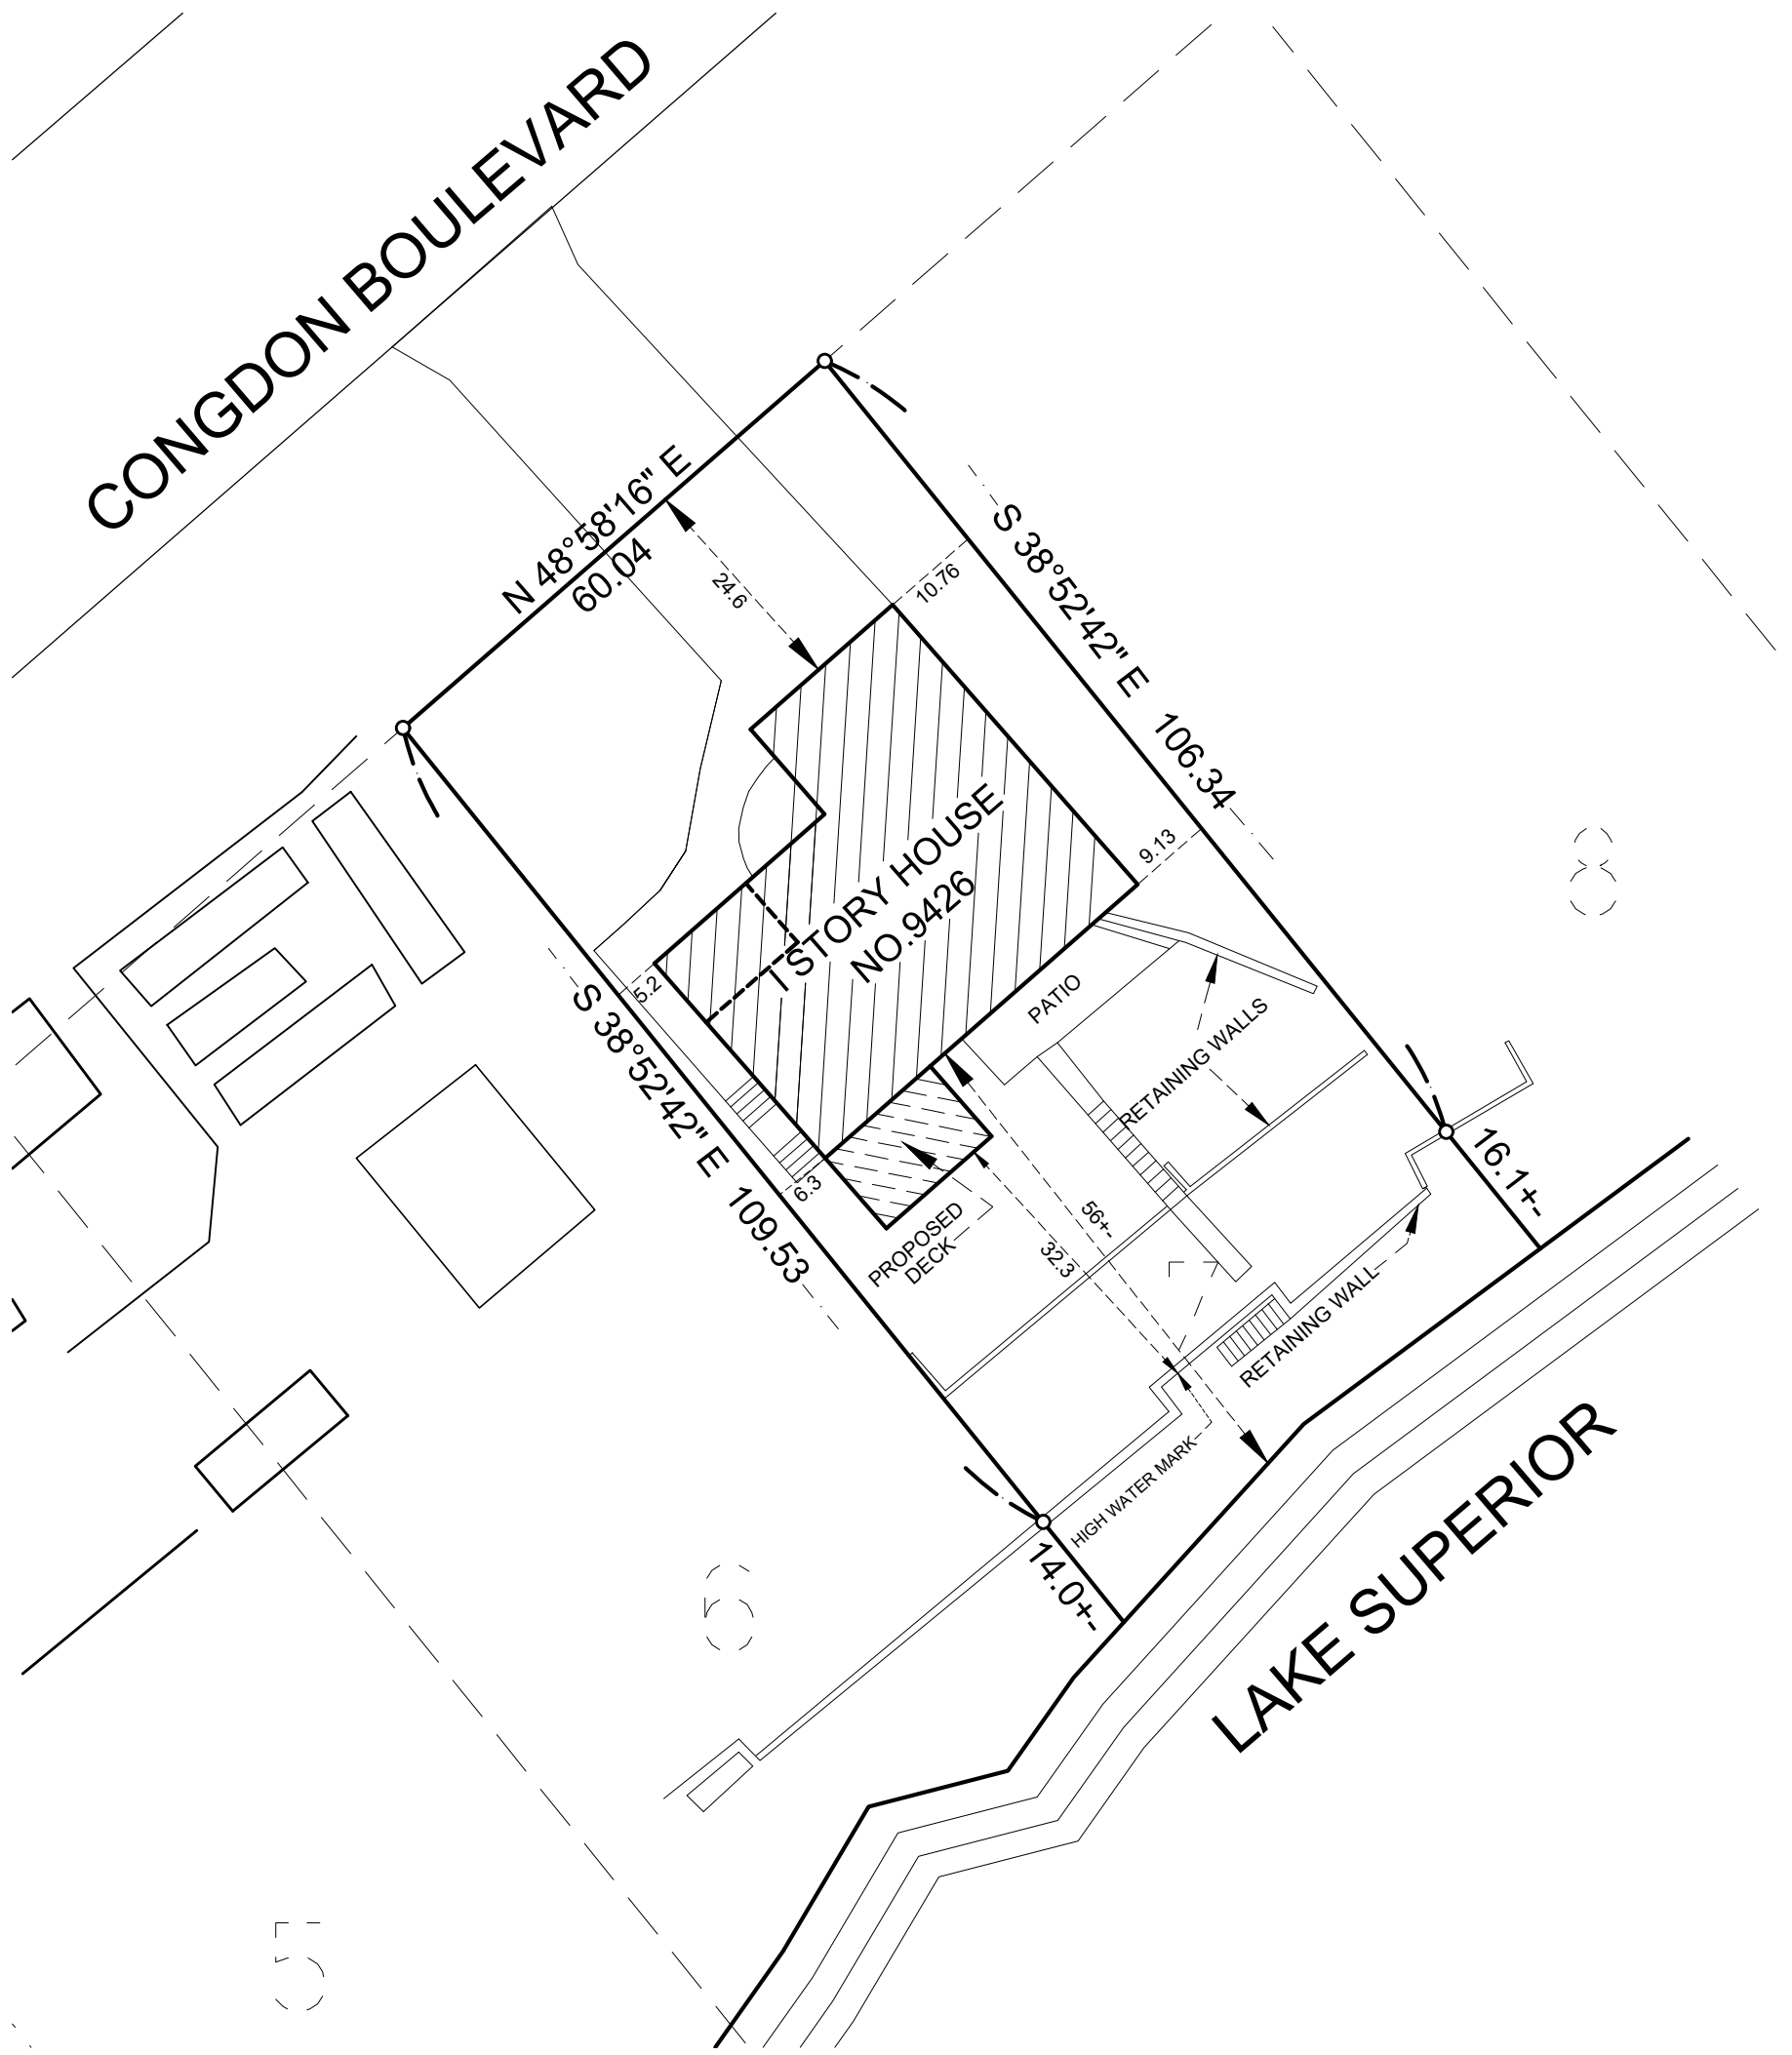 CONGDON BOULEVARD
N 48°58'16" E
60.04
24.6
10.76
S 38°52'42" E 106.34
9.13
8
1 STORY HOUSE
NO.9426
5.2
PATIO
RETAINING WALLS
S 38°52'42" E 109.53
6.3
16.1+-
PROPOSED
DECK
56+-
32.3
7
RETAINING WALL
HIGH WATER MARK
14.0+-
6
LAKE SUPERIOR
5